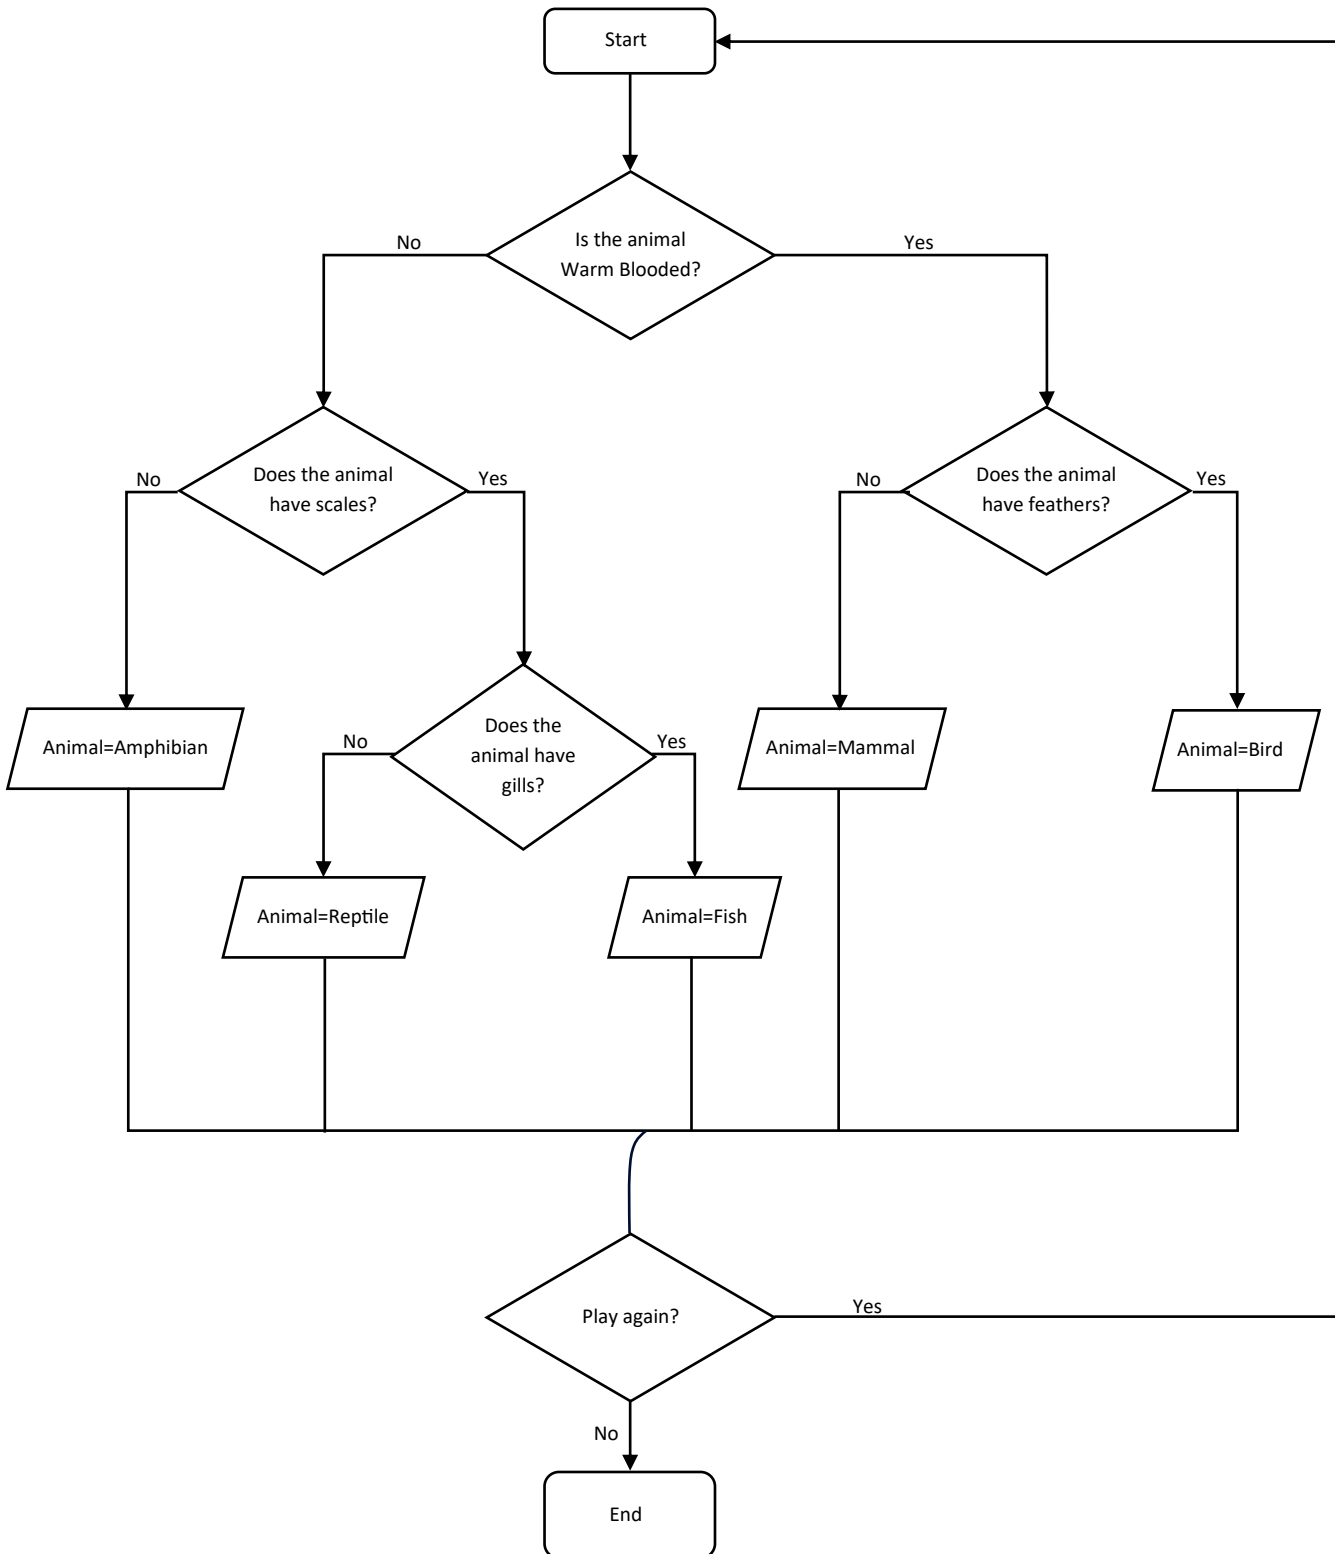 Start
Is the animal
Warm Blooded?
No
Yes
Does the animal
have scales?
No
Yes
Does the animal
have feathers?
No
Yes
Animal=Amphibian
Does the
animal have
gills?
No
Yes
Animal=Mammal
Animal=Bird
Animal=Reptile
Animal=Fish
Play again?
Yes
No
End